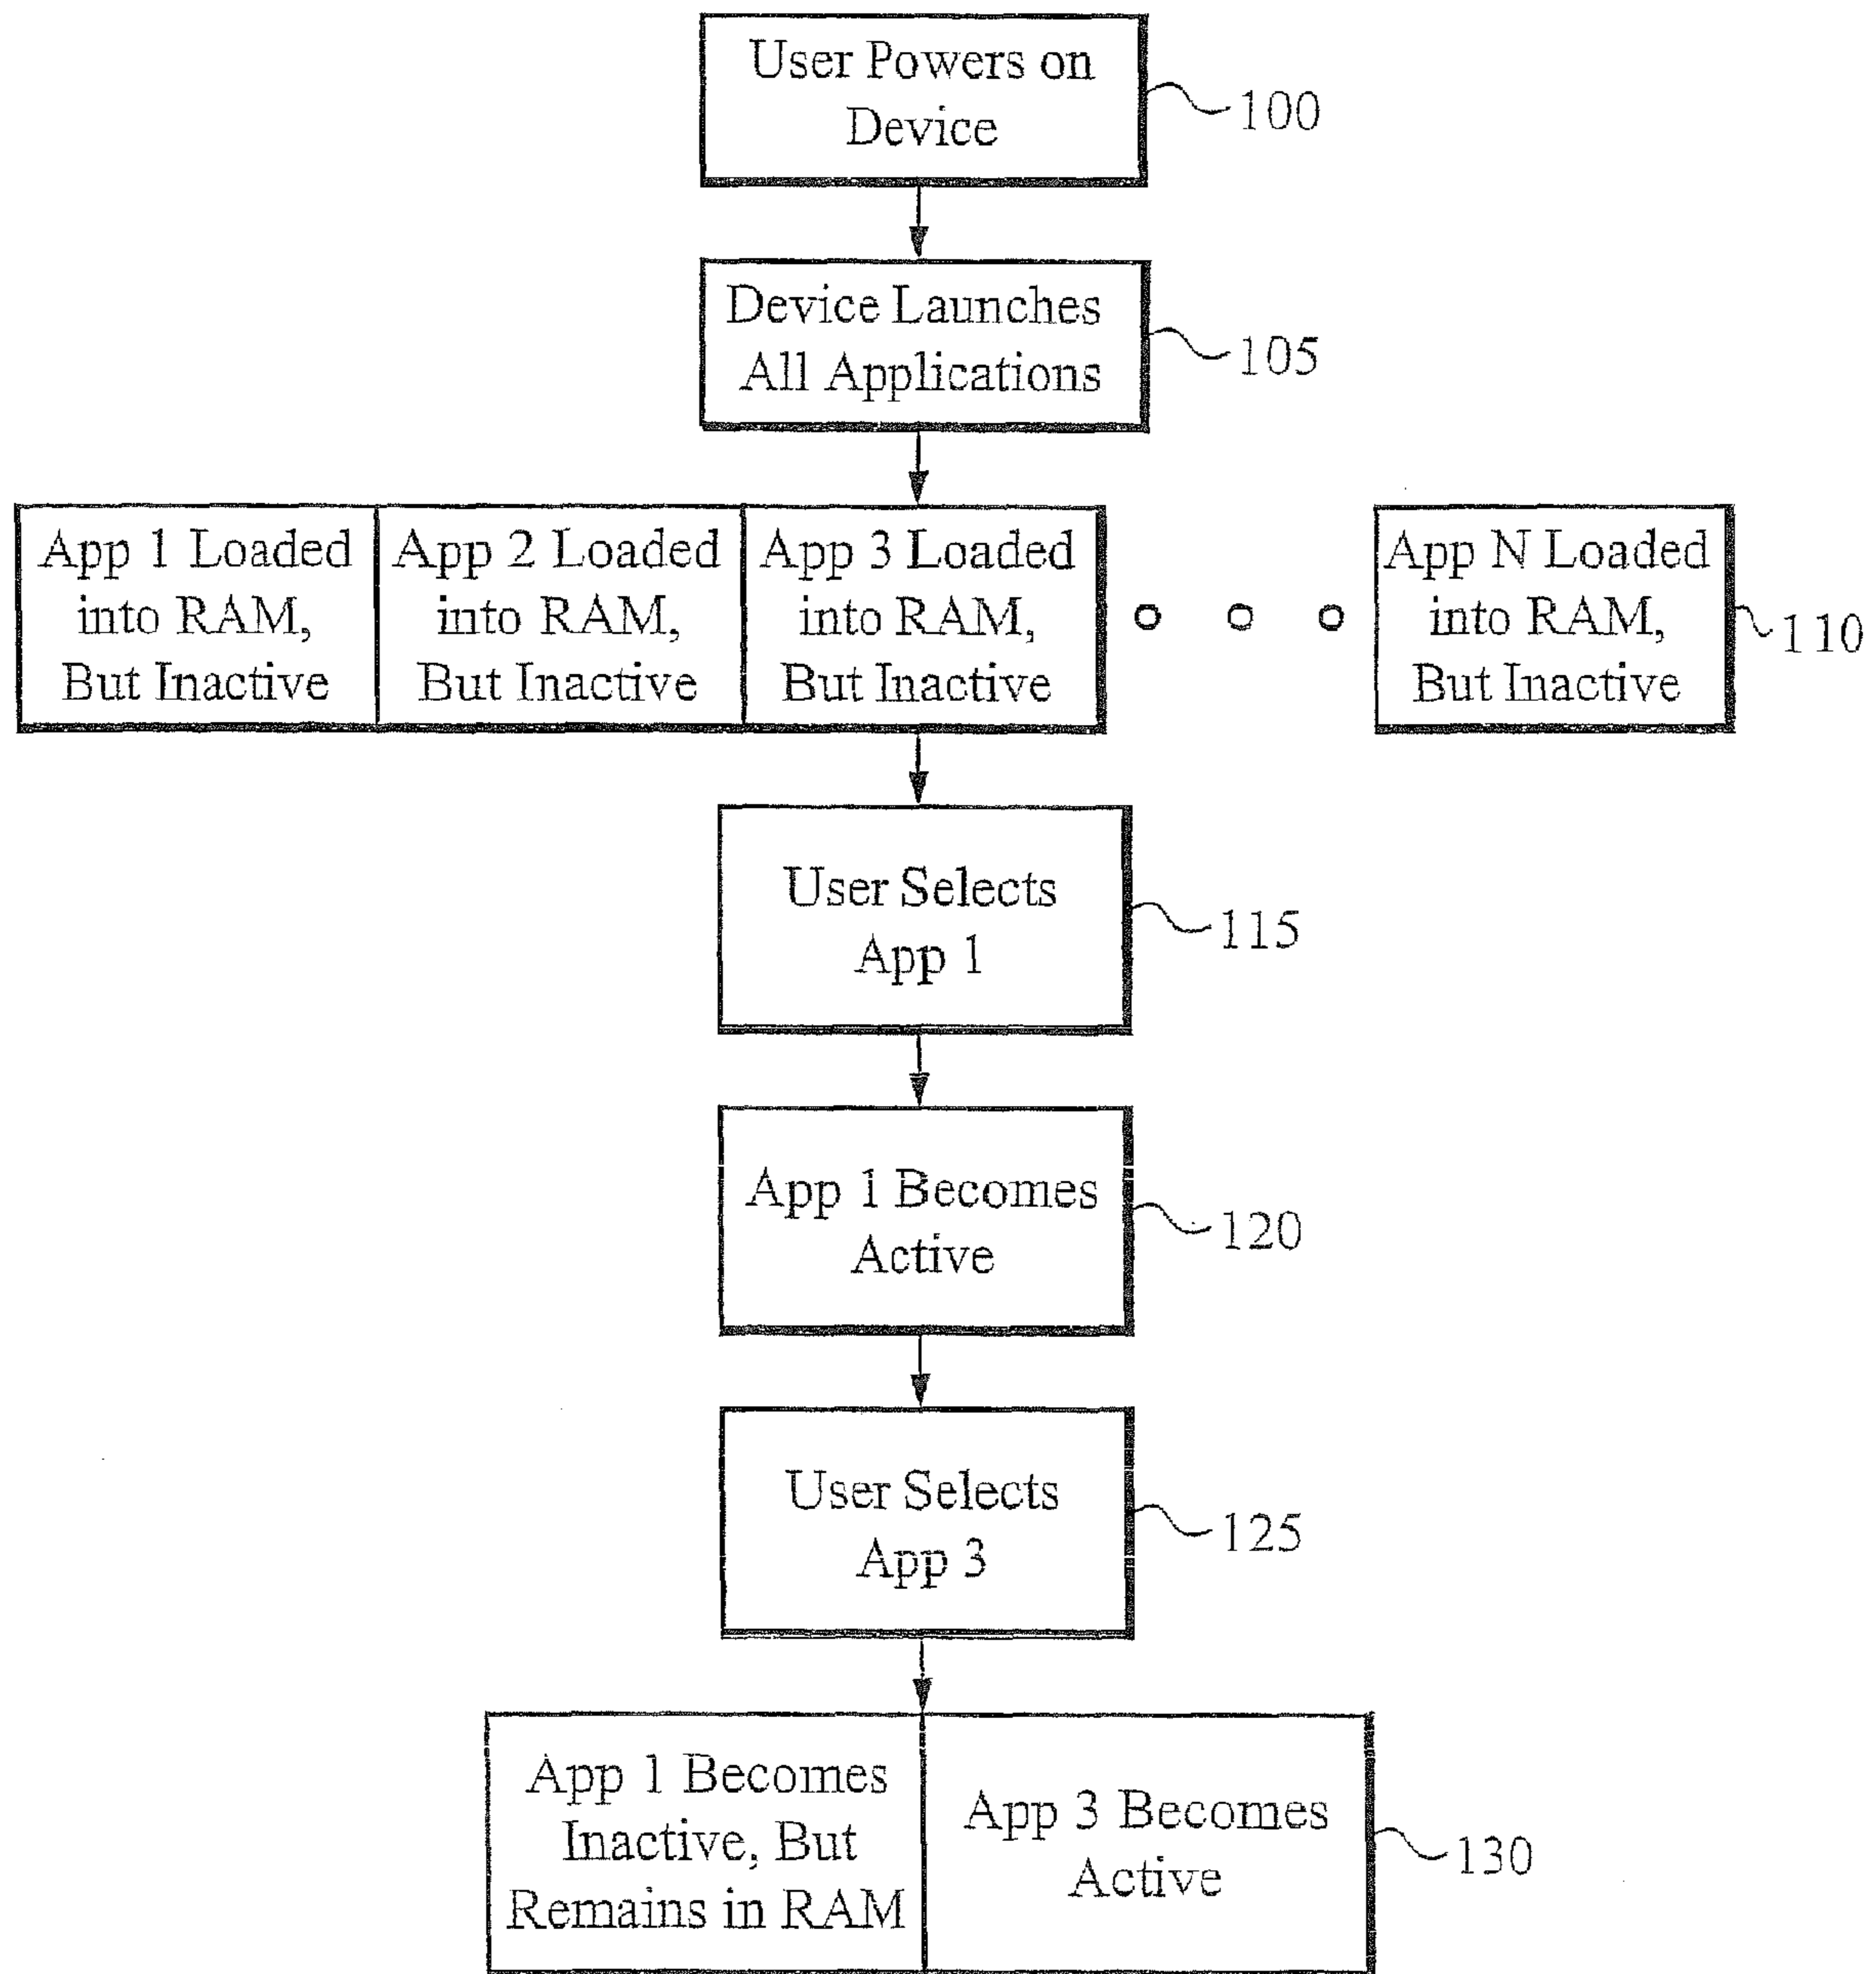 User Powers on
Device
100
Device Launches
All Applications
105
App 1 Loaded
into RAM,
But Inactive
App 2 Loaded
into RAM,
But Inactive
App 3 Loaded
into RAM,
But Inactive
App N Loaded
into RAM,
But Inactive
110
User Selects
App 1
115
App 1 Becomes
Active
120
User Selects
App 3
125
App 1 Becomes
Inactive, But
Remains in RAM
App 3 Becomes
Active
130